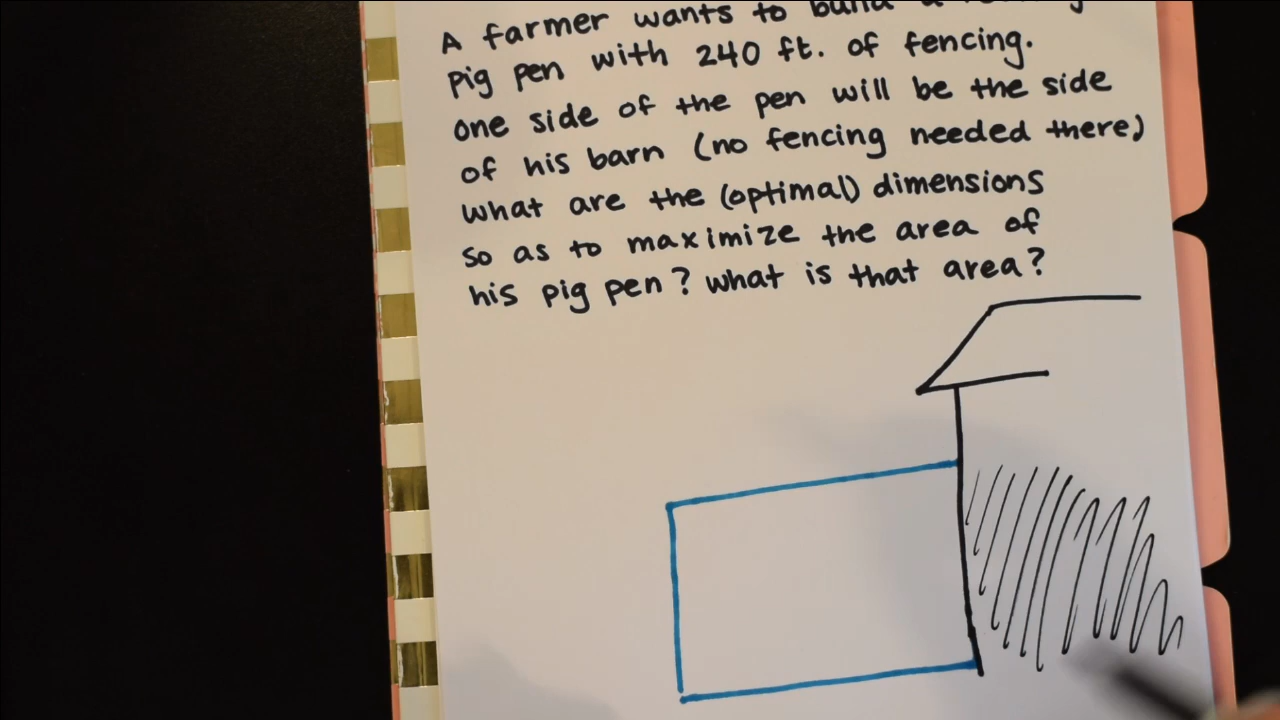 A farmer wants to build a
pig pen with 240 ft. of fencing.
one side of the pen will be the side
of his barn (no fencing needed there)
what are the (optimal) dimensions
so as to maximize the area of
his pig pen? what is that area?